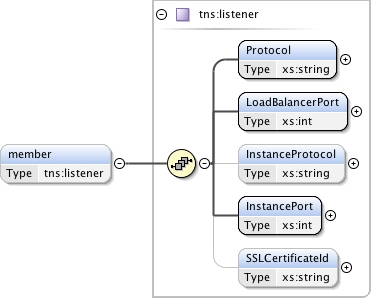 tns:listener
Protocol
Type xs:string
LoadBalancerPort
Type xs:int
member
Type tns:listener
InstanceProtocol
Type xs:string
InstancePort
Type xs:int
SSLCertificateId
Type xs:string